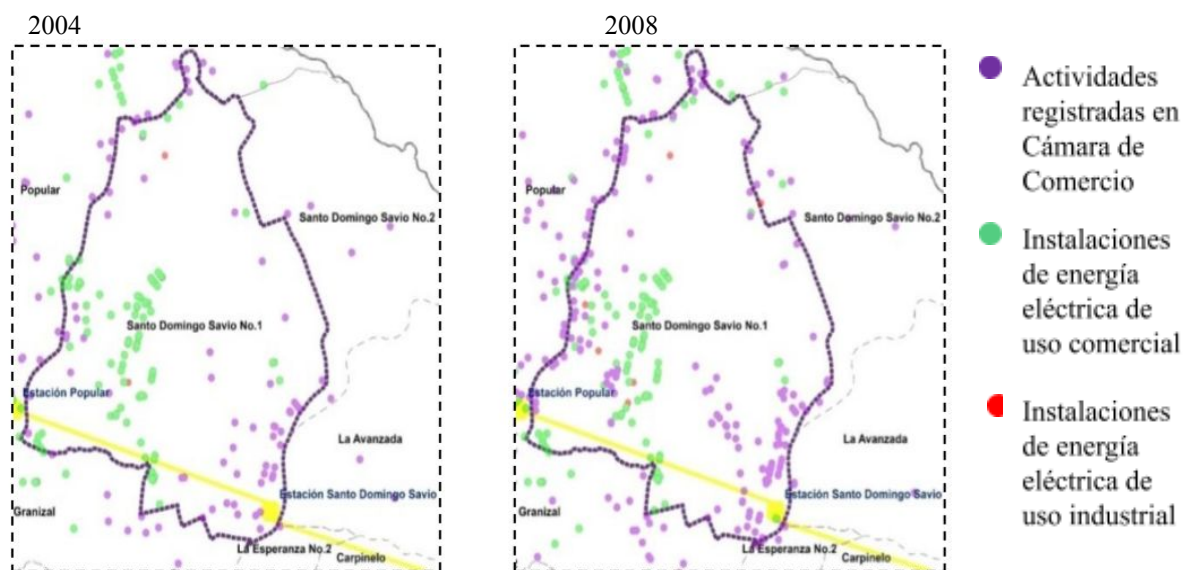 2004
2008
Popular
Santo Domingo Savio No.2
Santo Domingo Savio No.1
Estación Popular
La Avanzada
Estación Santo Domingo Savio
Granizal
La Esperanza No.2
Carpinelo
Popular
Santo Domingo Savio No.2
Santo Domingo Savio No.1
Estación Popular
La Avanzada
Estación Santo Domingo Savio
Granizal
La Esperanza No.2
Carpinelo
Actividades
registradas en
Cámara de
Comercio
Instalaciones
de energía
eléctrica de
uso comercial
Instalaciones
de energía
eléctrica de
uso industrial